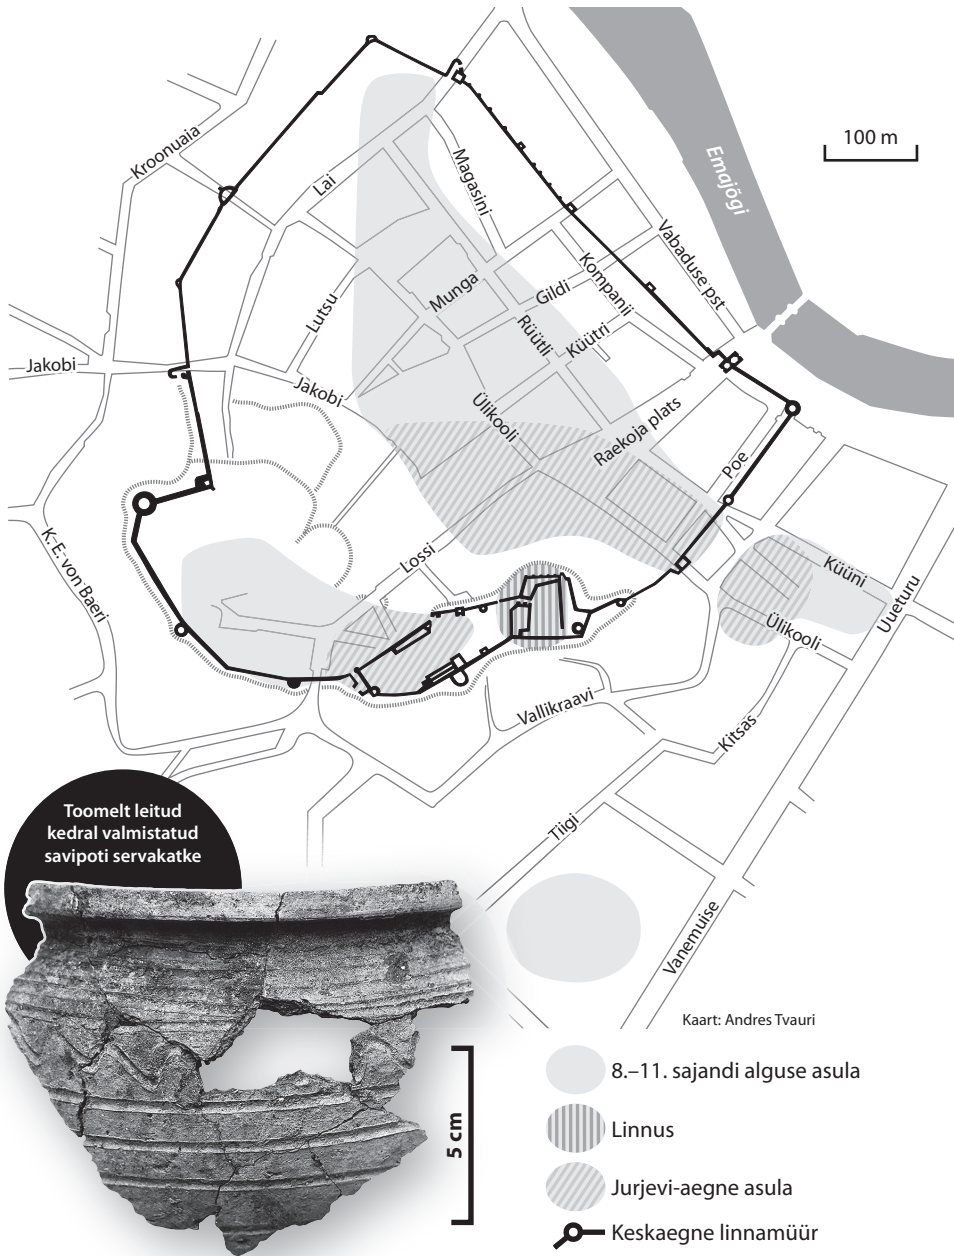 100 m
Emajõgi
Kroonuaia
Lai
Magasini
Vabaduse pst
Kompanii
Gildi
Munga
Lutsu
Rüütli
Küütri
Jakobi
Jakobi
Ülikooli
Raekoja plats
Poe
K. E. von Baeri
Lossi
Küüni
Uueturu
Ülikooli
Vallikraavi
Kitsas
Tiigi
Vanemuise
Toomelt leitud
kedral valmistatud
savipoti servakatke
5 cm
Kaart: Andres Tvauri
8.–11. sajandi alguse asula
Linnus
Jurjevi-aegne asula
Keskaegne linnamüür